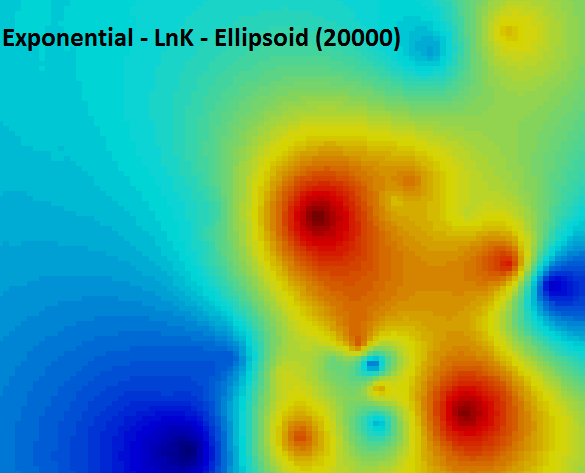 Exponential - LnK - Ellipsoid (20000)